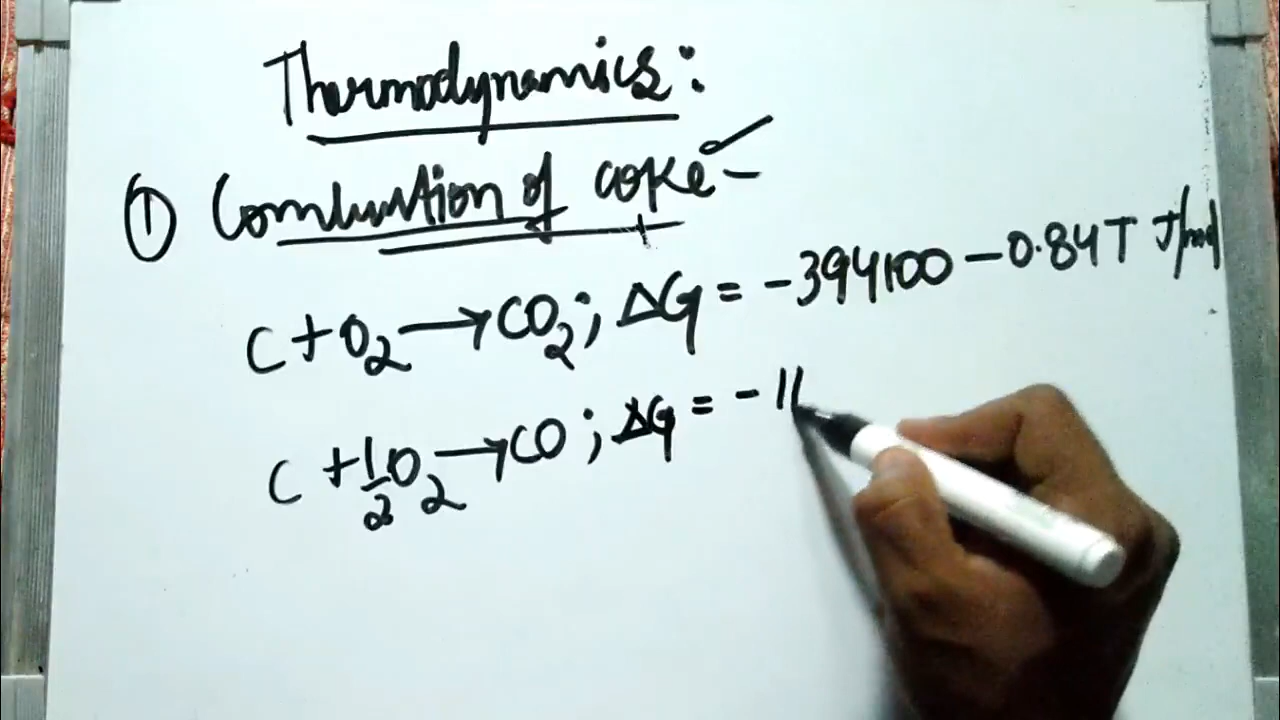 Thermodynamics:
① Combustion of coke –
C + O₂ ⟶ CO₂ ; ΔG = -394100 - 0.84T J/mol
C + 1/2 O₂ ⟶ CO ; ΔG = - 11